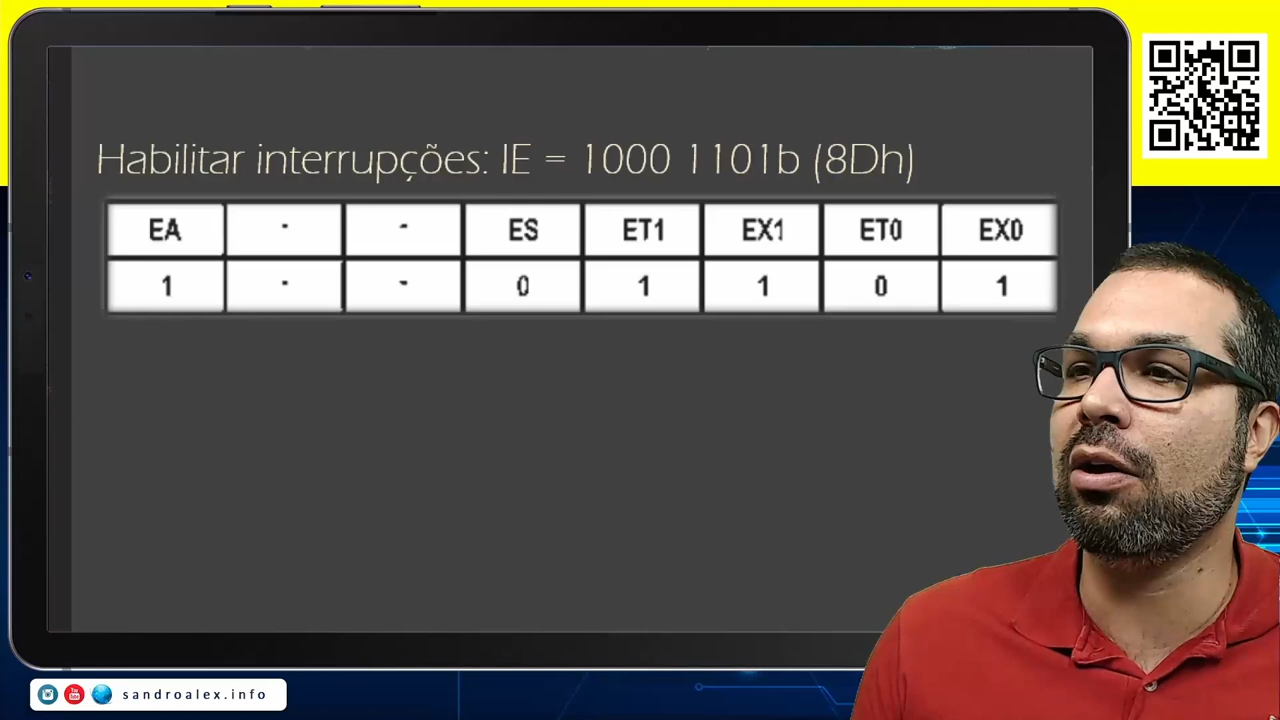 Habilitar interrupções: IE = 1000 1101b (8Dh)
EA - - ES ET1 EX1 ET0 EX0
1 - - 0 1 1 0 1
sandroalex.info